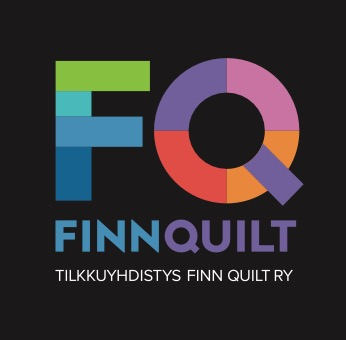 FQ
FINNQUILT
TILKKUYHDISTYS FINN QUILT RY